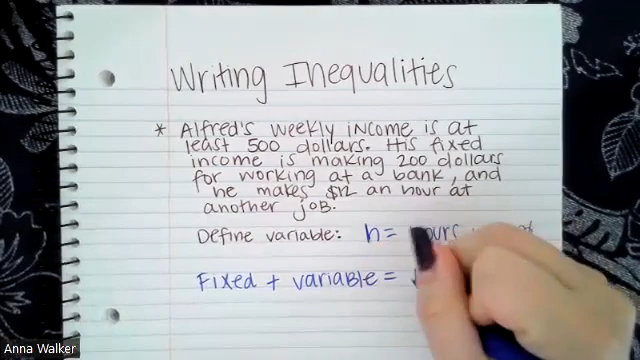 Writing Inequalities
* Alfred's weekly income is at
least 500 dollars. His fixed
income is making 200 dollars
for working at a bank, and
he makes $12 an hour at
another job.
Define variable: h = hours
Fixed + variable =
Anna Walker